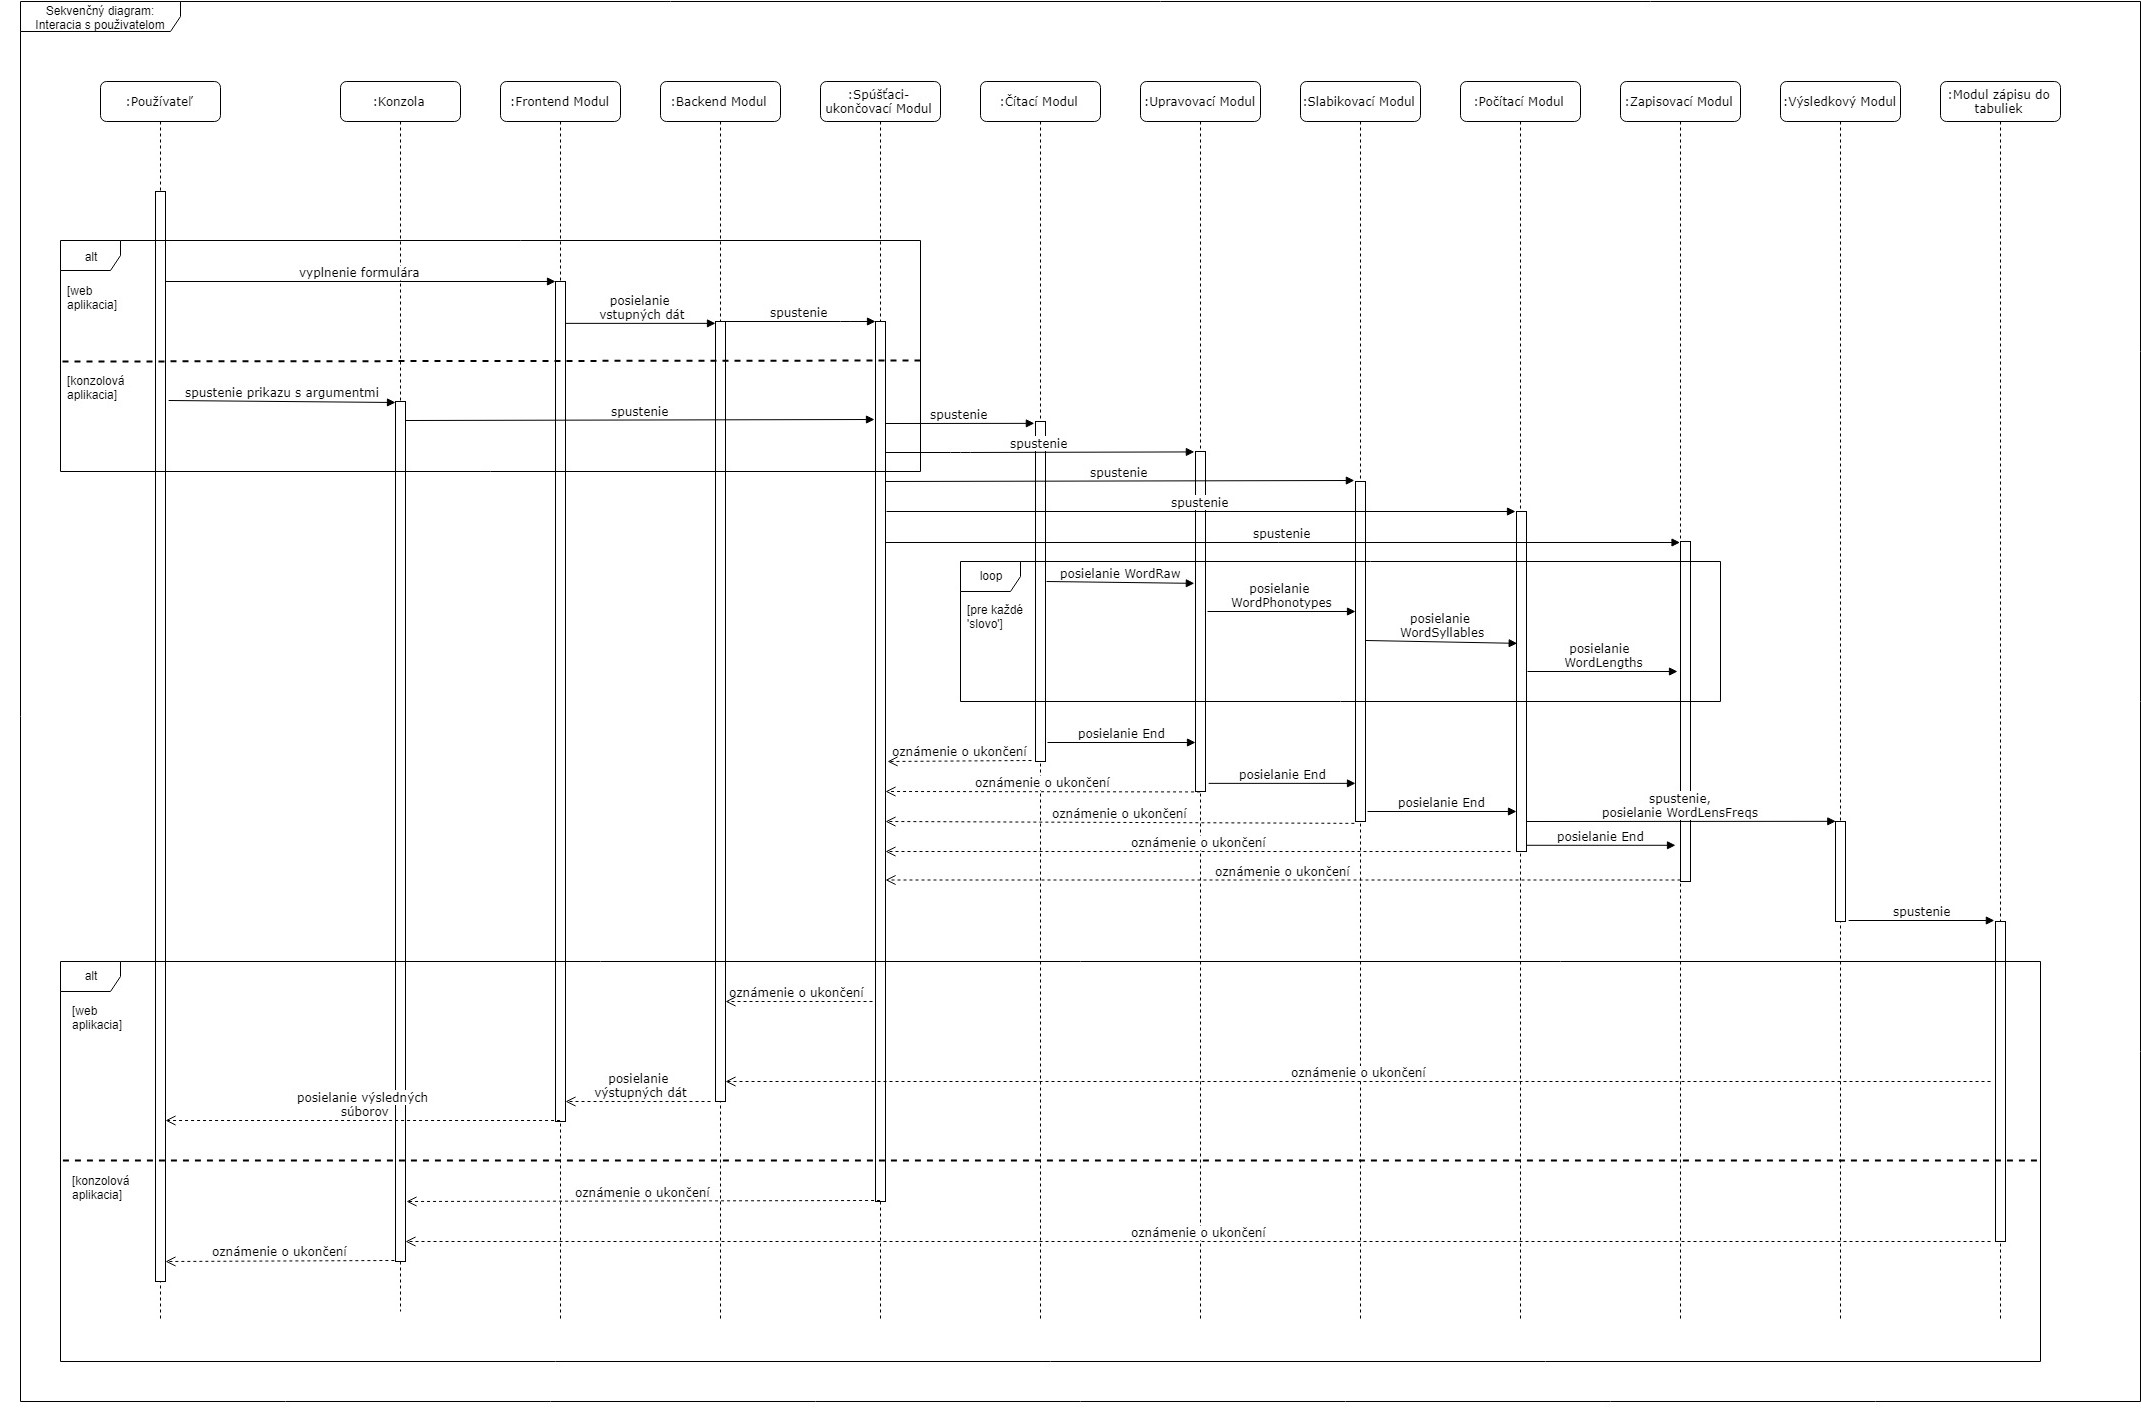 Sekvenčný diagram:
Interacia s použivatelom
:Používateľ
:Konzola
:Frontend Modul
:Backend Modul
:Spúšťaci-
ukončovací Modul
:Čítací Modul
:Upravovací Modul
:Slabikovací Modul
:Počítací Modul
:Zapisovací Modul
:Výsledkový Modul
:Modul zápisu do
tabuliek
alt
[web
aplikacia]
vyplnenie formulára
posielanie
vstupných dát
spustenie
[konzolová
aplikacia]
spustenie prikazu s argumentmi
spustenie
spustenie
spustenie
spustenie
spustenie
spustenie
loop
[pre každé
'slovo']
posielanie WordRaw
posielanie
WordPhonotypes
posielanie
WordSyllables
posielanie
WordLengths
posielanie End
oznámenie o ukončení
posielanie End
oznámenie o ukončení
spustenie,
posielanie WordLensFreqs
posielanie End
oznámenie o ukončení
posielanie End
oznámenie o ukončení
oznámenie o ukončení
spustenie
alt
[web
aplikacia]
oznámenie o ukončení
oznámenie o ukončení
posielanie
výstupných dát
posielanie výsledných
súborov
[konzolová
aplikacia]
oznámenie o ukončení
oznámenie o ukončení
oznámenie o ukončení